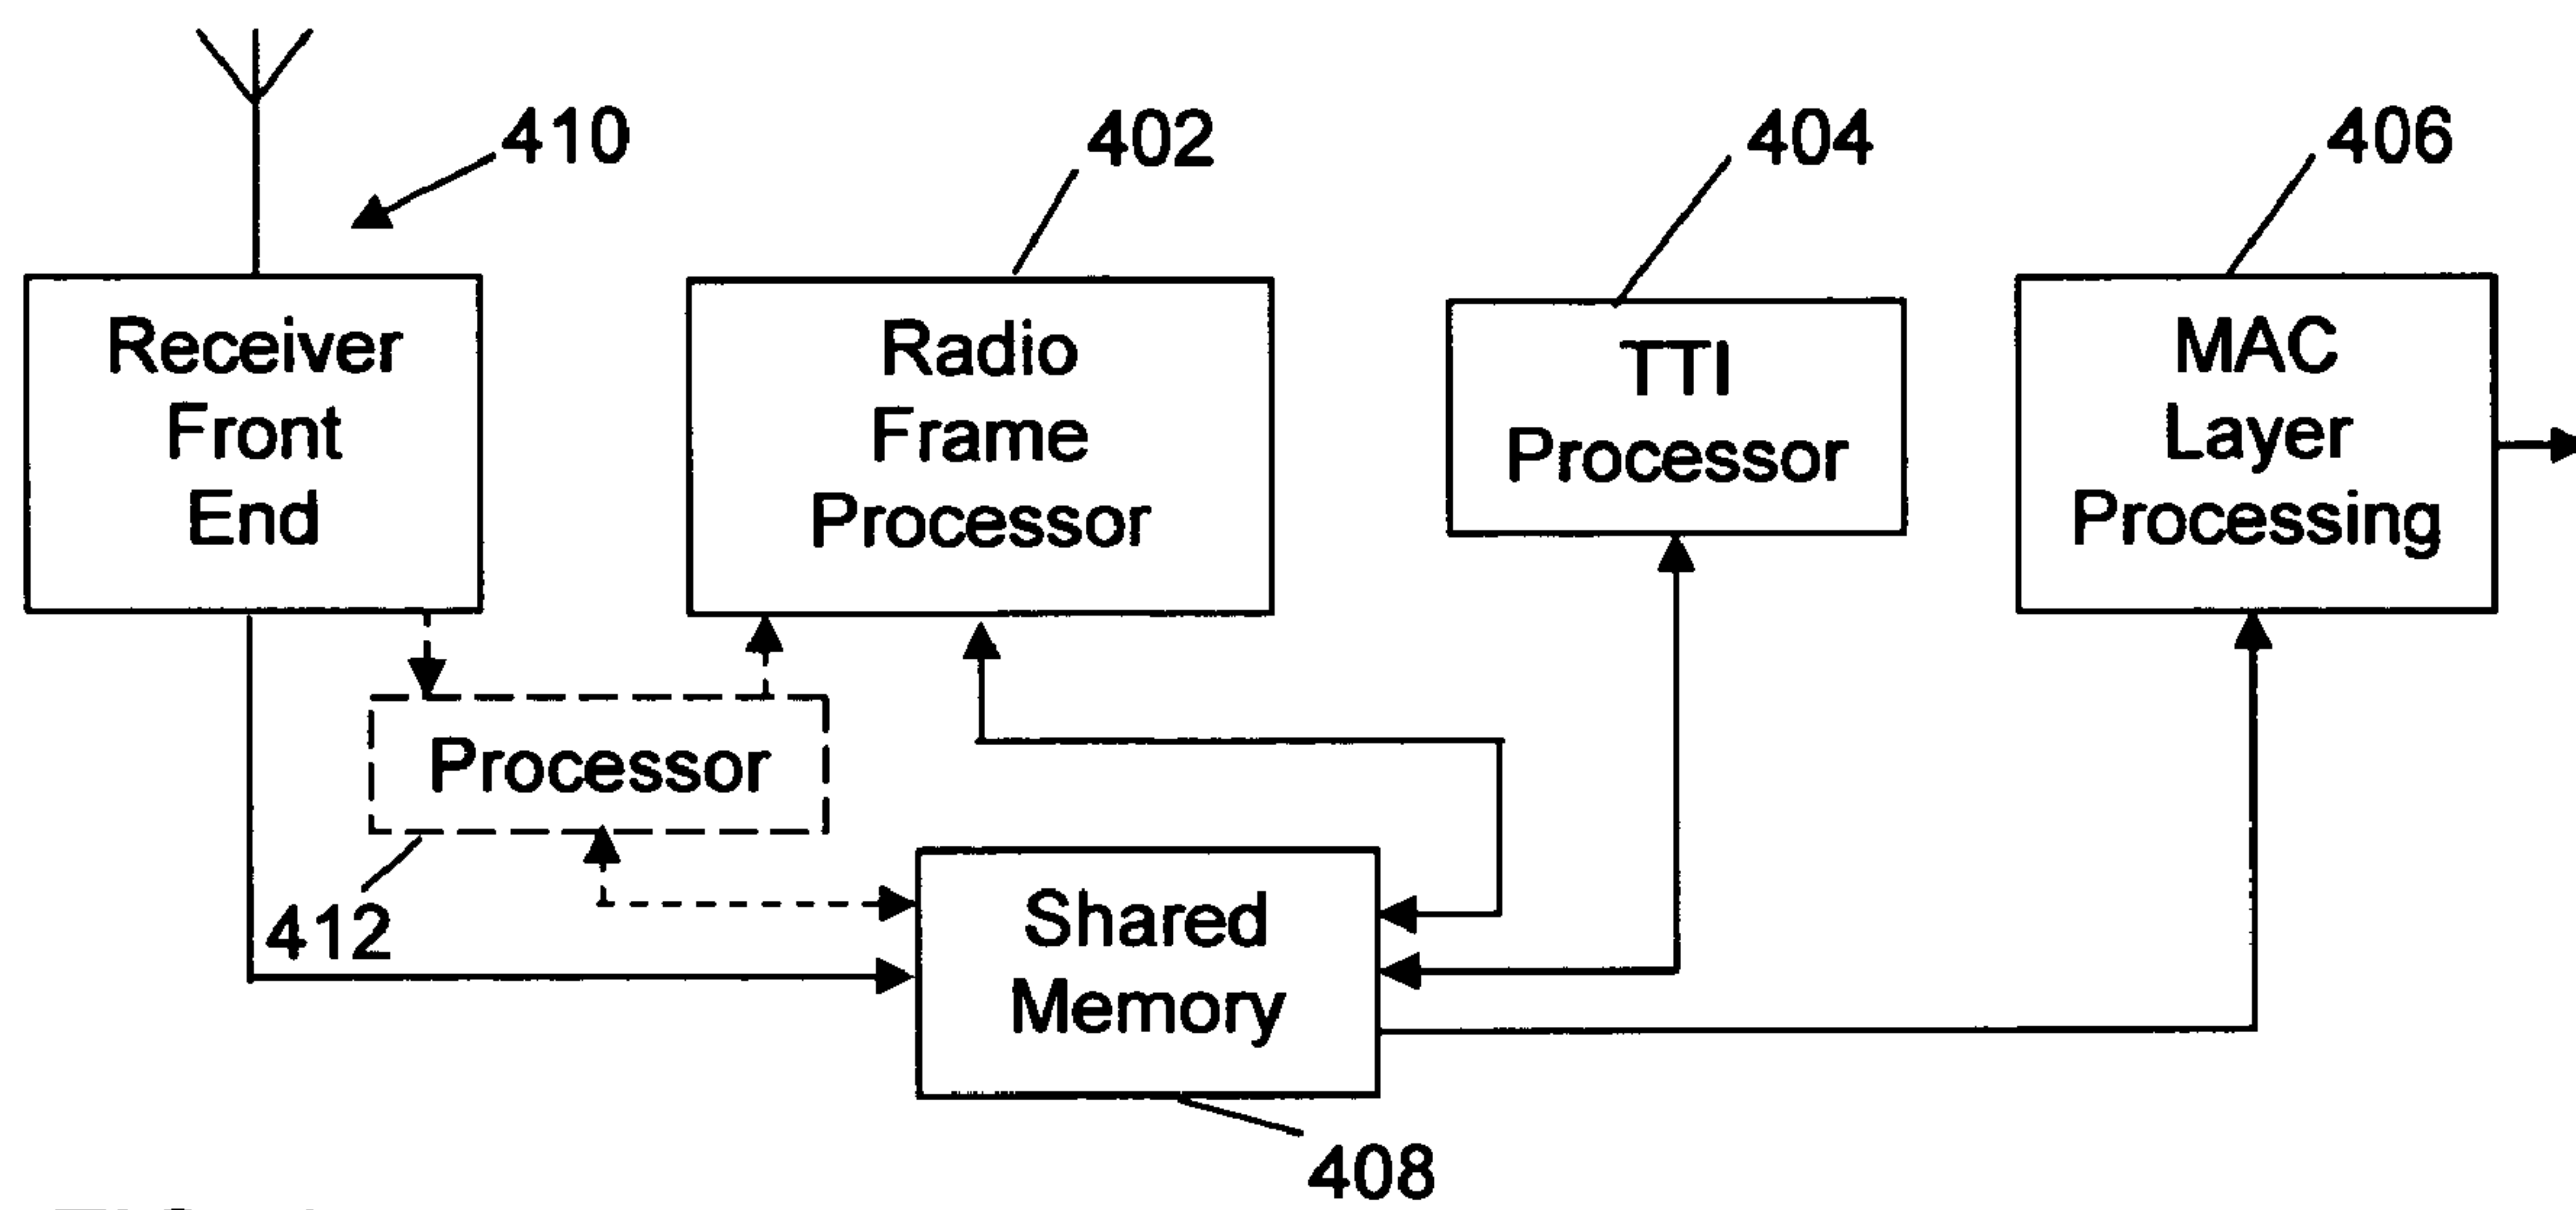 410
402
404
406
Receiver
Front
End
Radio
Frame
Processor
TTI
Processor
MAC
Layer
Processing
Processor
412
Shared
Memory
408